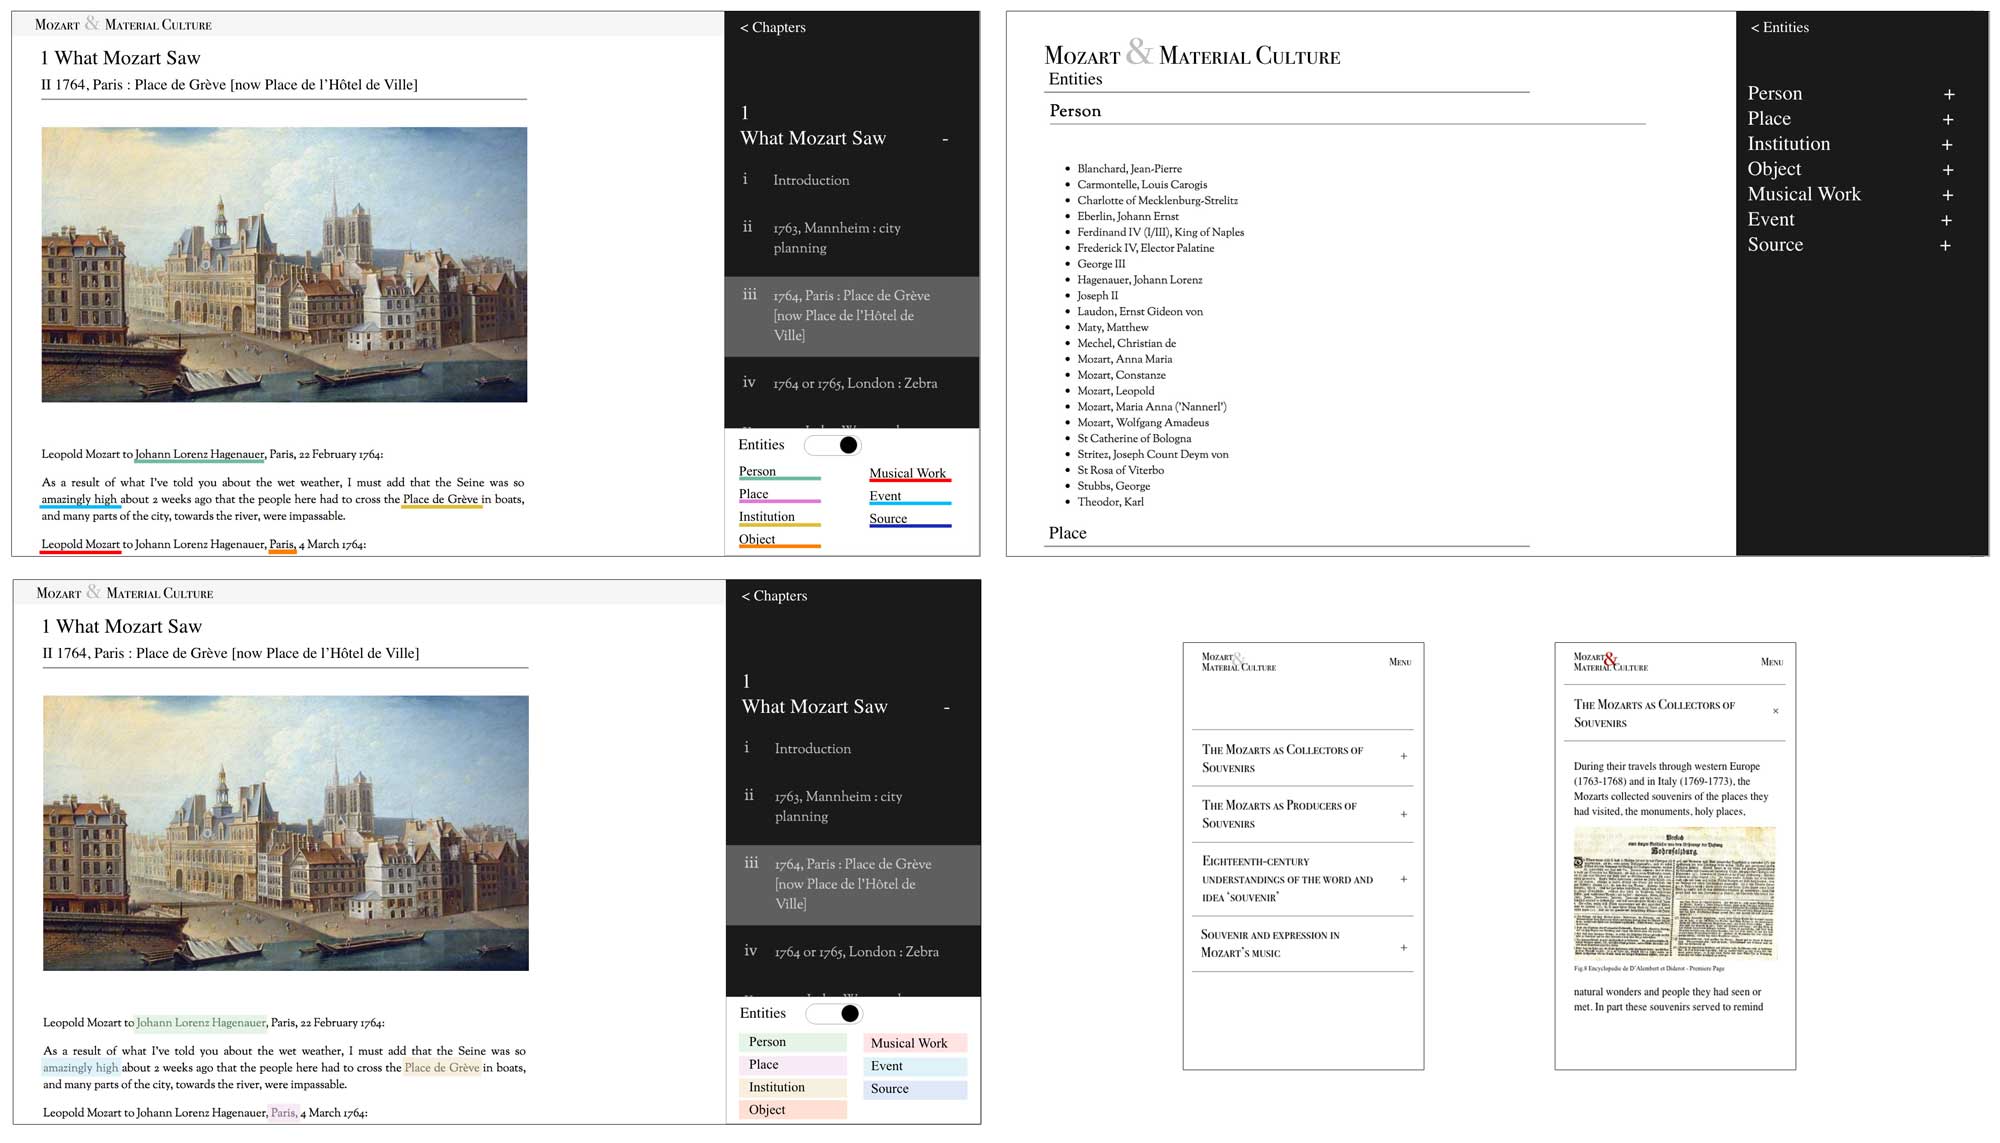 Mozart & Material Culture
1 What Mozart Saw
II 1764, Paris : Place de Grève [now Place de l'Hôtel de Ville]
Leopold Mozart to Johann Lorenz Hagenauer, Paris, 22 February 1764:
As a result of what I've told you about the wet weather, I must add that the Seine was so
amazingly high about 2 weeks ago that the people here had to cross the Place de Grève in boats,
and many parts of the city, towards the river, were impassable.
Leopold Mozart to Johann Lorenz Hagenauer, Paris, 4 March 1764:
< Chapters
1
What Mozart Saw -
i Introduction
ii 1763, Mannheim : city
planning
iii 1764, Paris : Place de Grève
[now Place de l'Hôtel de
Ville]
iv 1764 or 1765, London : Zebra
Entities
Person
Place
Institution
Object
Musical Work
Event
Source
Mozart & Material Culture
Entities
Person
Blanchard, Jean-Pierre
Carmontelle, Louis Carogis
Charlotte of Mecklenburg-Strelitz
Eberlin, Johann Ernst
Ferdinand IV (I/III), King of Naples
Frederick IV, Elector Palatine
George III
Hagenauer, Johann Lorenz
Joseph II
Laudon, Ernst Gideon von
Maty, Matthew
Mechel, Christian de
Mozart, Anna Maria
Mozart, Constanze
Mozart, Leopold
Mozart, Maria Anna ('Nannerl')
Mozart, Wolfgang Amadeus
St Catherine of Bologna
Stritez, Joseph Count Deym von
St Rosa of Viterbo
Stubbs, George
Theodor, Karl
Place
< Entities
Person +
Place +
Institution +
Object +
Musical Work +
Event +
Source +
Mozart & Material Culture
1 What Mozart Saw
II 1764, Paris : Place de Grève [now Place de l'Hôtel de Ville]
Leopold Mozart to Johann Lorenz Hagenauer, Paris, 22 February 1764:
As a result of what I've told you about the wet weather, I must add that the Seine was so
amazingly high about 2 weeks ago that the people here had to cross the Place de Grève in boats,
and many parts of the city, towards the river, were impassable.
Leopold Mozart to Johann Lorenz Hagenauer, Paris, 4 March 1764:
< Chapters
1
What Mozart Saw -
i Introduction
ii 1763, Mannheim : city
planning
iii 1764, Paris : Place de Grève
[now Place de l'Hôtel de
Ville]
iv 1764 or 1765, London : Zebra
Entities
Person
Place
Institution
Object
Musical Work
Event
Source
Mozart &
Material Culture
Menu
The Mozarts as Collectors of
Souvenirs +
The Mozarts as Producers of
Souvenirs +
Eighteenth-century
understandings of the word and
idea 'souvenir' +
Souvenir and expression in
Mozart's music +
Mozart &
Material Culture
Menu
The Mozarts as Collectors of
Souvenirs ×
During their travels through western Europe
(1763-1768) and in Italy (1769-1773), the
Mozarts collected souvenirs of the places they
had visited, the monuments, holy places,
Fig.8 Encyclopedie de D'Alembert et Diderot - Premiere Page
natural wonders and people they had seen or
met. In part these souvenirs served to remind